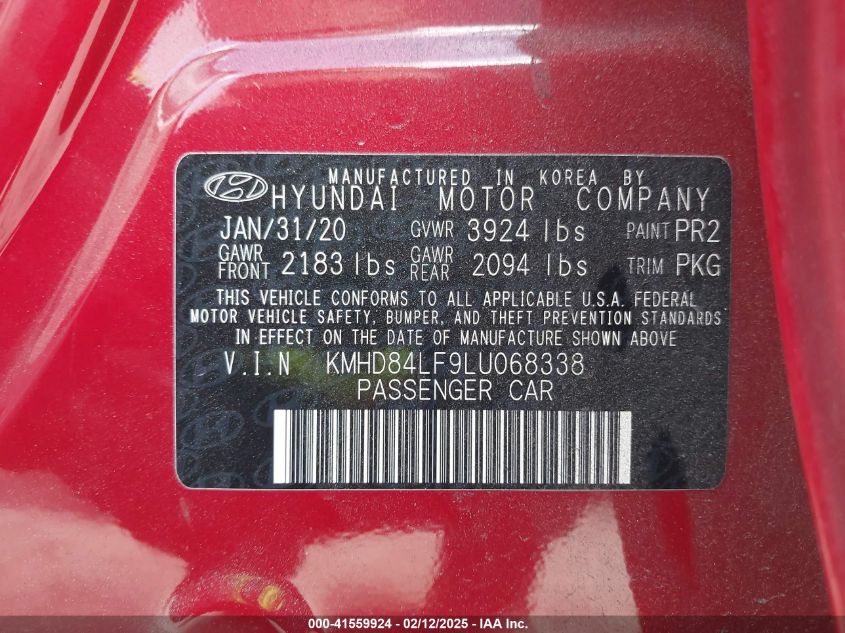 MANUFACTURED IN KOREA BY
HYUNDAI MOTOR COMPANY
JAN/31/20 GVWR 3924 lbs PAINT PR2
GAWR FRONT 2183 lbs GAWR REAR 2094 lbs TRIM PKG
THIS VEHICLE CONFORMS TO ALL APPLICABLE U.S.A. FEDERAL
MOTOR VEHICLE SAFETY, BUMPER, AND THEFT PREVENTION STANDARDS
IN EFFECT ON THE DATE OF MANUFACTURE SHOWN ABOVE
V.I.N KMHD84LF9LU068338
PASSENGER CAR
000-41559924 - 02/12/2025 - IAA Inc.